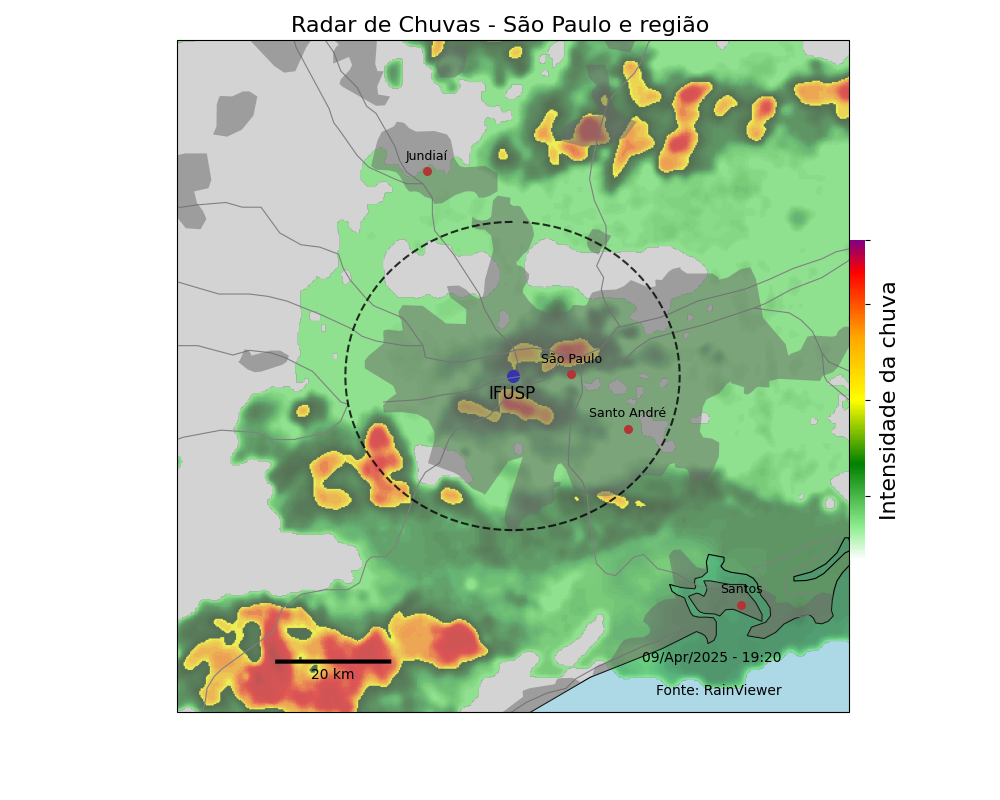 Radar de Chuvas - São Paulo e região
Jundiaí
São Paulo
IFUSP
Santo André
Intensidade da chuva
Santos
09/Apr/2025 - 19:20
20 km
Fonte: RainViewer